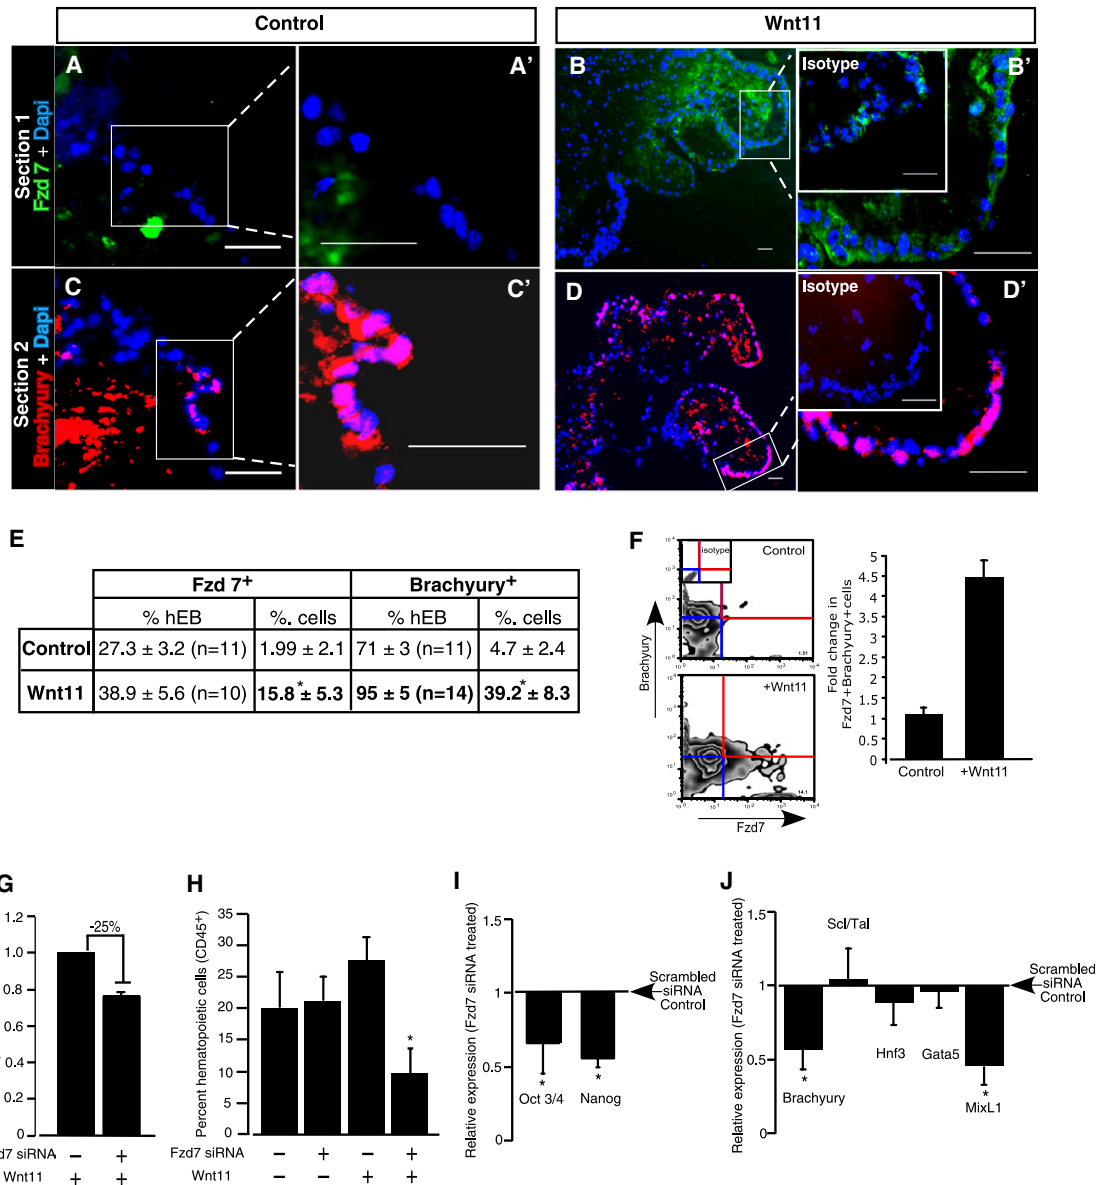 Control
Wnt11
Section 1
Fzd 7 + Dapi
A
A'
B
Isotype
B'
Section 2
Brachyury + Dapi
C
C'
D
Isotype
D'
E
Fzd 7+ Brachyury+
% hEB %. cells % hEB %. cells
Control 27.3 ± 3.2 (n=11) 1.99 ± 2.1 71 ± 3 (n=11) 4.7 ± 2.4
Wnt11 38.9 ± 5.6 (n=10) 15.8* ± 5.3 95 ± 5 (n=14) 39.2* ± 8.3
F
isotype
Control
1.51
+Wnt11
14.1
Brachyury
Fzd7
Fold change in
Fzd7+Brachyury+cells
5
4.5
4
3.5
3
2.5
2
1.5
1
0.5
0
Control +Wnt11
G
1.2
1.0
0.8
0.6
0.4
0.2
0
-25%
d7 siRNA − +
Wnt11 + +
H
Percent hematopoietic cells (CD45+)
35
30
25
20
15
10
5
0
*
Fzd7 siRNA − + − +
Wnt11 − − + +
I
Relative expression (Fzd7 siRNA treated)
1.5
1
0.5
0
Scrambled
siRNA
Control
* *
Oct 3/4 Nanog
J
Relative expression (Fzd7 siRNA treated)
1.5
1
0.5
0
Scl/Tal
Scrambled
siRNA
Control
Hnf3 Gata5
* *
Brachyury MixL1